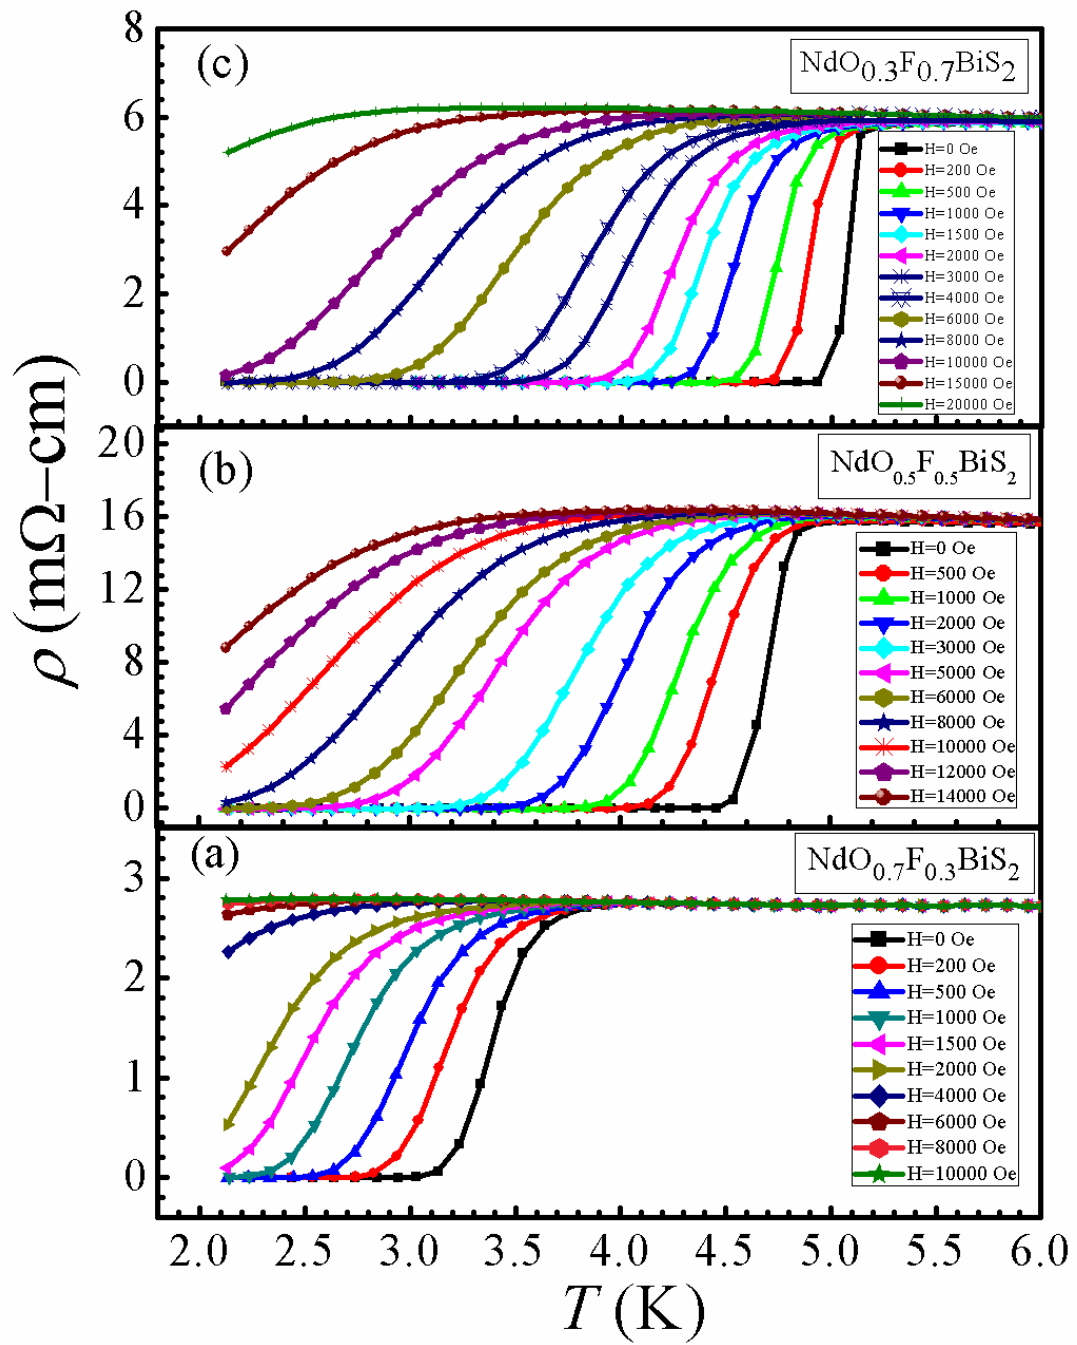 ρ (mΩ–cm)
8
6
4
2
0
(c)
NdO0.3F0.7BiS2
H=0 Oe
H=200 Oe
H=500 Oe
H=1000 Oe
H=1500 Oe
H=2000 Oe
H=3000 Oe
H=4000 Oe
H=6000 Oe
H=8000 Oe
H=10000 Oe
H=15000 Oe
H=20000 Oe
20
16
12
8
4
0
(b)
NdO0.5F0.5BiS2
H=0 Oe
H=500 Oe
H=1000 Oe
H=2000 Oe
H=3000 Oe
H=5000 Oe
H=6000 Oe
H=8000 Oe
H=10000 Oe
H=12000 Oe
H=14000 Oe
3
2
1
0
(a)
NdO0.7F0.3BiS2
H=0 Oe
H=200 Oe
H=500 Oe
H=1000 Oe
H=1500 Oe
H=2000 Oe
H=4000 Oe
H=6000 Oe
H=8000 Oe
H=10000 Oe
2.0 2.5 3.0 3.5 4.0 4.5 5.0 5.5 6.0
T (K)